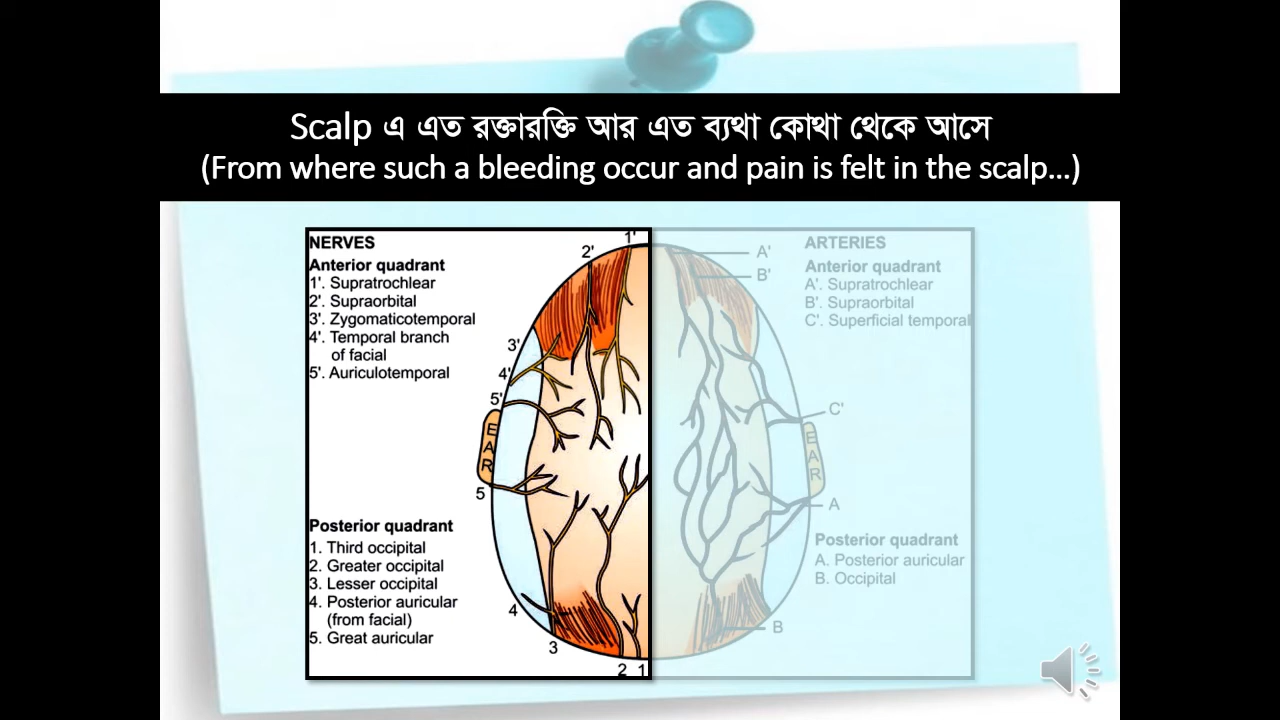 Scalp এ এত রক্তারক্তি আর এত ব্যথা কোথা থেকে আসে
(From where such a bleeding occur and pain is felt in the scalp...)
NERVES
Anterior quadrant
1'. Supratrochlear
2'. Supraorbital
3'. Zygomaticotemporal
4'. Temporal branch
of facial
5'. Auriculotemporal
1'
2'
3'
4'
5'
EAR
5
Posterior quadrant
1. Third occipital
2. Greater occipital
3. Lesser occipital
4. Posterior auricular
(from facial)
5. Great auricular
4
3
2 1
ARTERIES
Anterior quadrant
A'. Supratrochlear
B'. Supraorbital
C'. Superficial temporal
A'
B'
C'
EAR
A
Posterior quadrant
A. Posterior auricular
B. Occipital
B